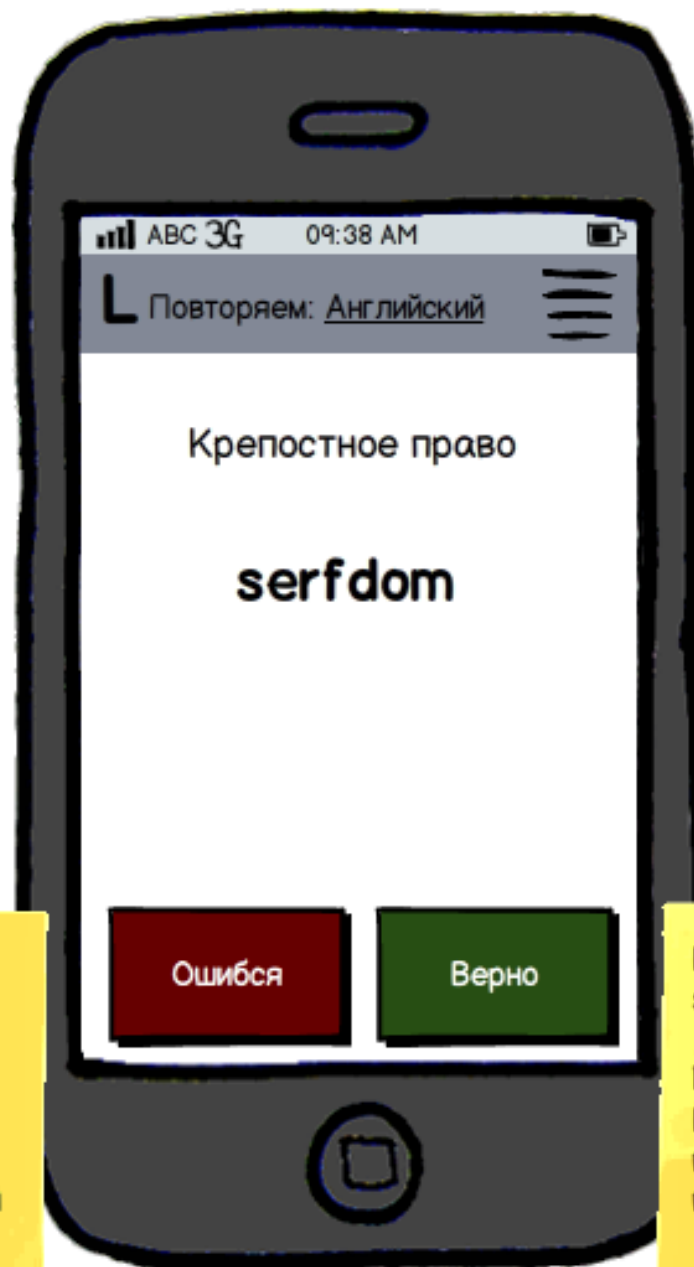 ABC 3G 09:38 AM
L Повторяем: Английский
Крепостное право
serfdom
Ошибся Верно